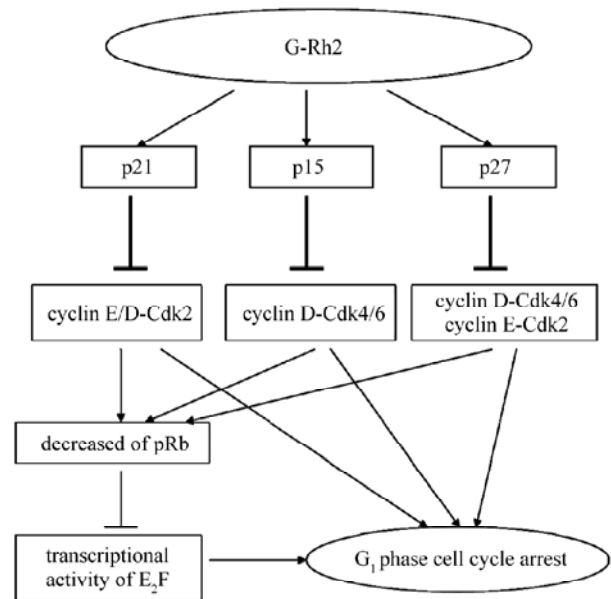 G-Rh2
p21
p15
p27
cyclin E/D-Cdk2
cyclin D-Cdk4/6
cyclin D-Cdk4/6
cyclin E-Cdk2
decreased of pRb
transcriptional
activity of E₂F
G₁ phase cell cycle arrest